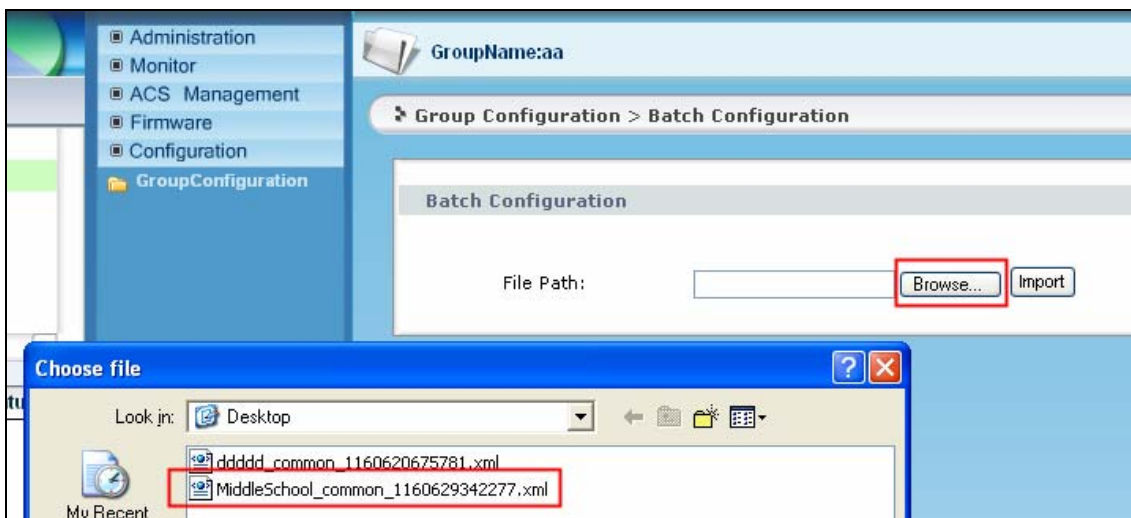 Administration
Monitor
ACS Management
Firmware
Configuration
GroupConfiguration
GroupName:aa
Group Configuration > Batch Configuration
Batch Configuration
File Path:
Browse...
Import
Choose file
Look in:
Desktop
ddddd_common_1160620675781.xml
MiddleSchool_common_1160629342277.xml
My Recent